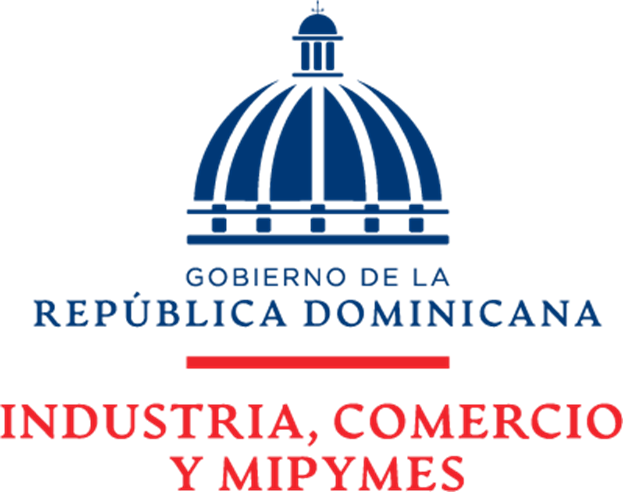 GOBIERNO DE LA
REPÚBLICA DOMINICANA
INDUSTRIA, COMERCIO
Y MIPYMES